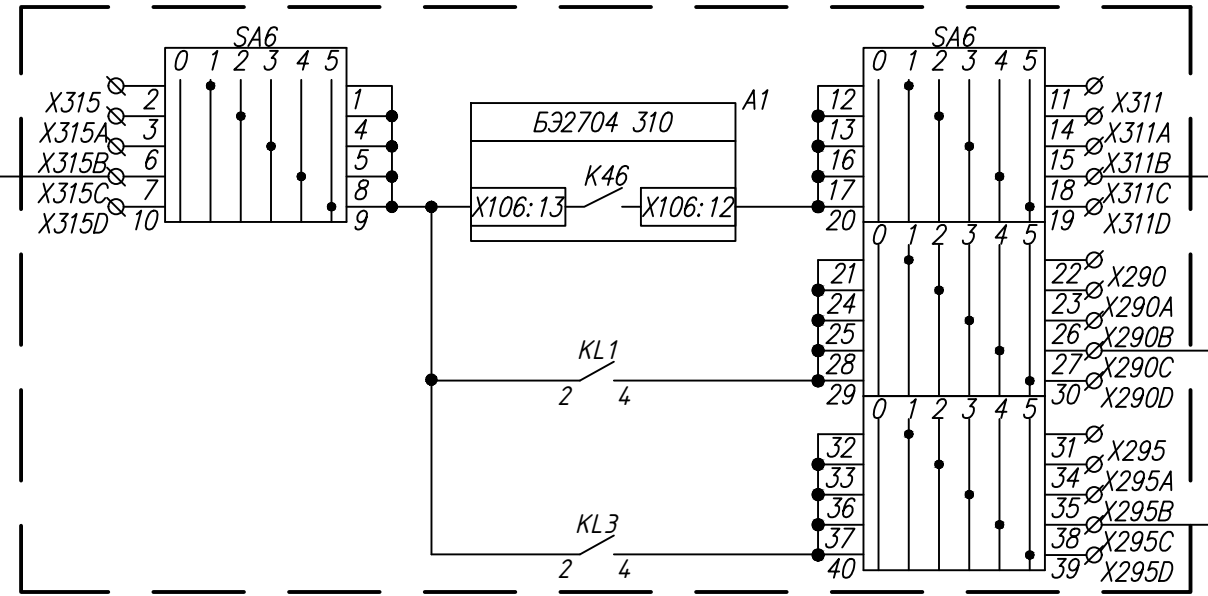 SA6
0 1 2 3 4 5
X315 2 1
X315A 3 4
X315B 6 5
X315C 7 8
X315D 10 9
A1
БЭ2704 310
K46
X106:13 X106:12
SA6
0 1 2 3 4 5
12 11 X311
13 14 X311A
16 15 X311B
17 18 X311C
20 19 X311D
0 1 2 3 4 5
21 22 X290
24 23 X290A
25 26 X290B
28 27 X290C
29 30 X290D
KL1
2 4
0 1 2 3 4 5
32 31 X295
33 34 X295A
36 35 X295B
37 38 X295C
40 39 X295D
KL3
2 4